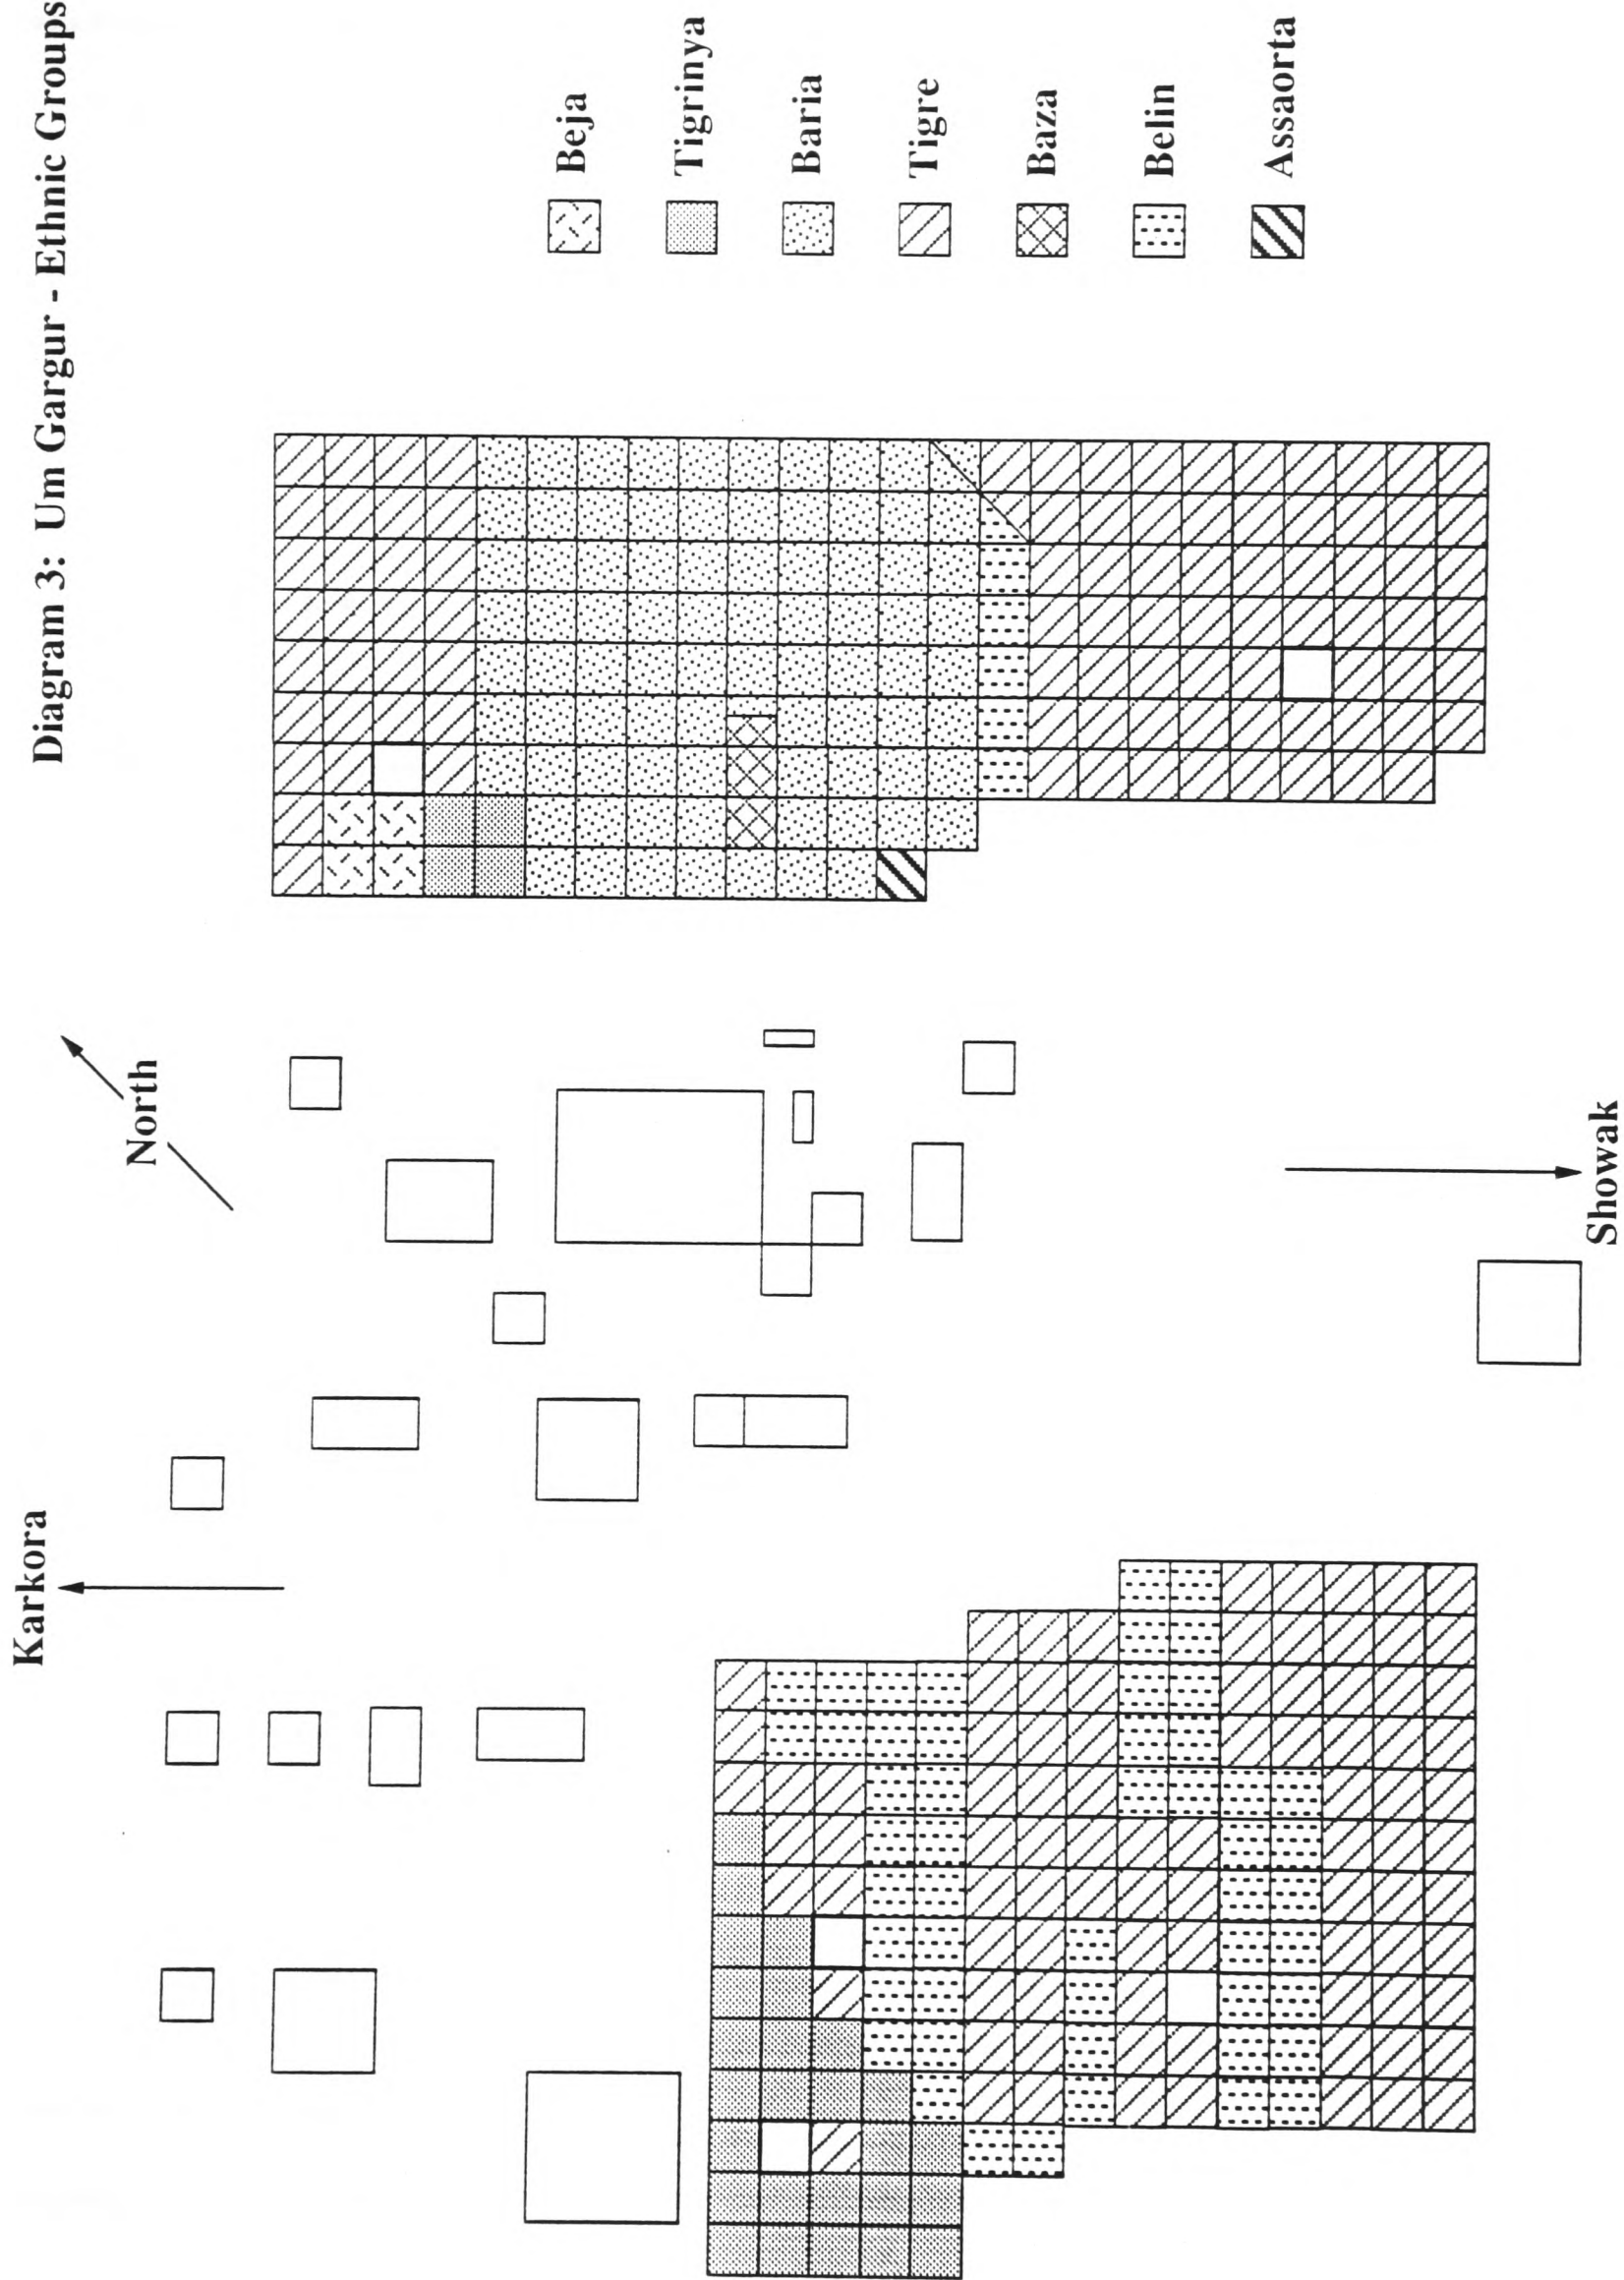 Diagram 3: Um Gargur - Ethnic Groups
Beja
Tigrinya
Baria
Tigre
Baza
Belin
Assaorta
North
Karkora
Showak